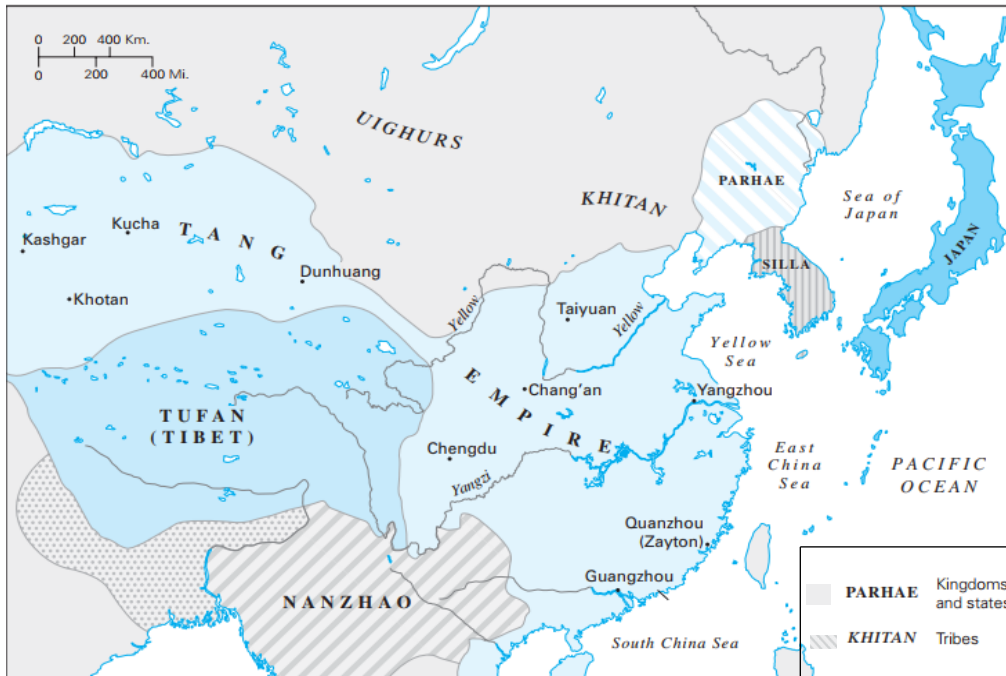 0 200 400 Km.
0 200 400 Mi.
UIGHURS
KHITAN
PARHAE
Sea of
Japan
JAPAN
SILLA
Kashgar
Kucha
TANG
Dunhuang
Khotan
Yellow
Taiyuan
Yellow
Yellow
Sea
EMPIRE
Chang'an
Yangzhou
TUFAN
(TIBET)
Chengdu
Yangzi
East
China
Sea
PACIFIC
OCEAN
Quanzhou
(Zayton)
Guangzhou
NANZHAO
South China Sea
PARHAE Kingdoms
and states
KHITAN Tribes